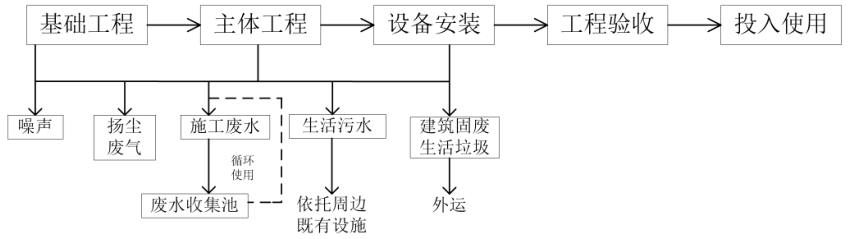 基础工程
主体工程
设备安装
工程验收
投入使用
噪声
扬尘
废气
施工废水
生活污水
建筑固废
生活垃圾
循环
使用
废水收集池
依托周边
既有设施
外运